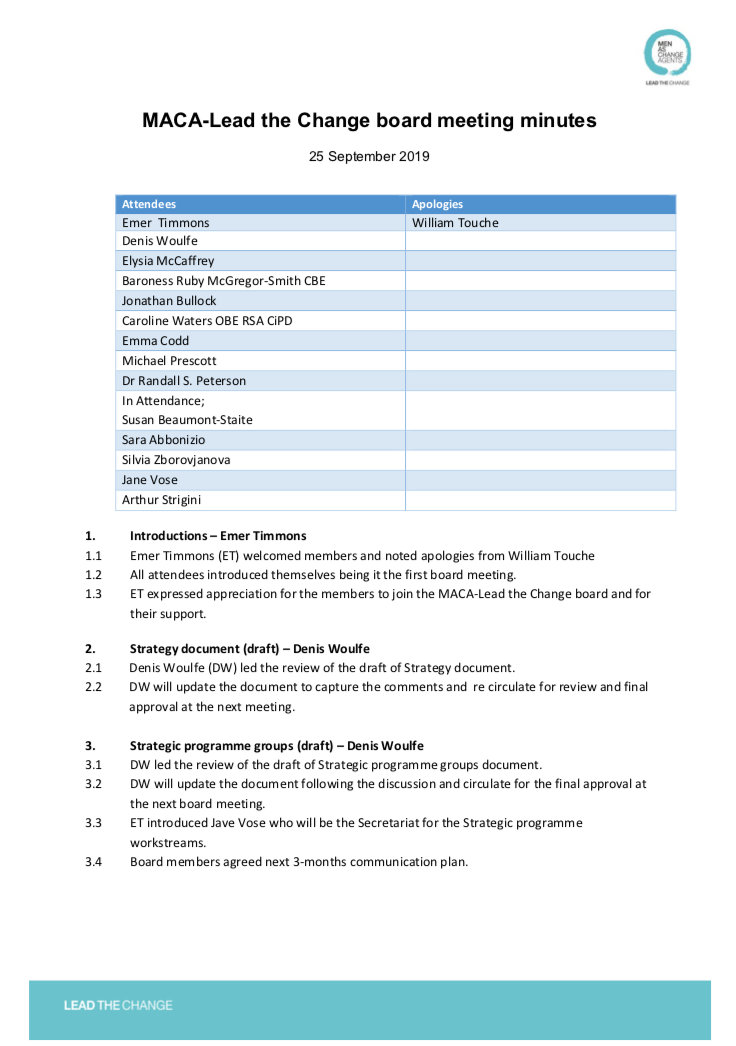 MEN
AS
CHANGE
AGENTS
LEAD THE CHANGE
MACA-Lead the Change board meeting minutes
25 September 2019
Attendees Apologies
Emer Timmons William Touche
Denis Woulfe
Elysia McCaffrey
Baroness Ruby McGregor-Smith CBE
Jonathan Bullock
Caroline Waters OBE RSA CiPD
Emma Codd
Michael Prescott
Dr Randall S. Peterson
In Attendance;
Susan Beaumont-Staite
Sara Abbonizio
Silvia Zborovjanova
Jane Vose
Arthur Strigini
1. Introductions – Emer Timmons
1.1 Emer Timmons (ET) welcomed members and noted apologies from William Touche
1.2 All attendees introduced themselves being it the first board meeting.
1.3 ET expressed appreciation for the members to join the MACA-Lead the Change board and for
their support.
2. Strategy document (draft) – Denis Woulfe
2.1 Denis Woulfe (DW) led the review of the draft of Strategy document.
2.2 DW will update the document to capture the comments and re circulate for review and final
approval at the next meeting.
3. Strategic programme groups (draft) – Denis Woulfe
3.1 DW led the review of the draft of Strategic programme groups document.
3.2 DW will update the document following the discussion and circulate for the final approval at
the next board meeting.
3.3 ET introduced Jave Vose who will be the Secretariat for the Strategic programme
workstreams.
3.4 Board members agreed next 3-months communication plan.
LEAD THE CHANGE